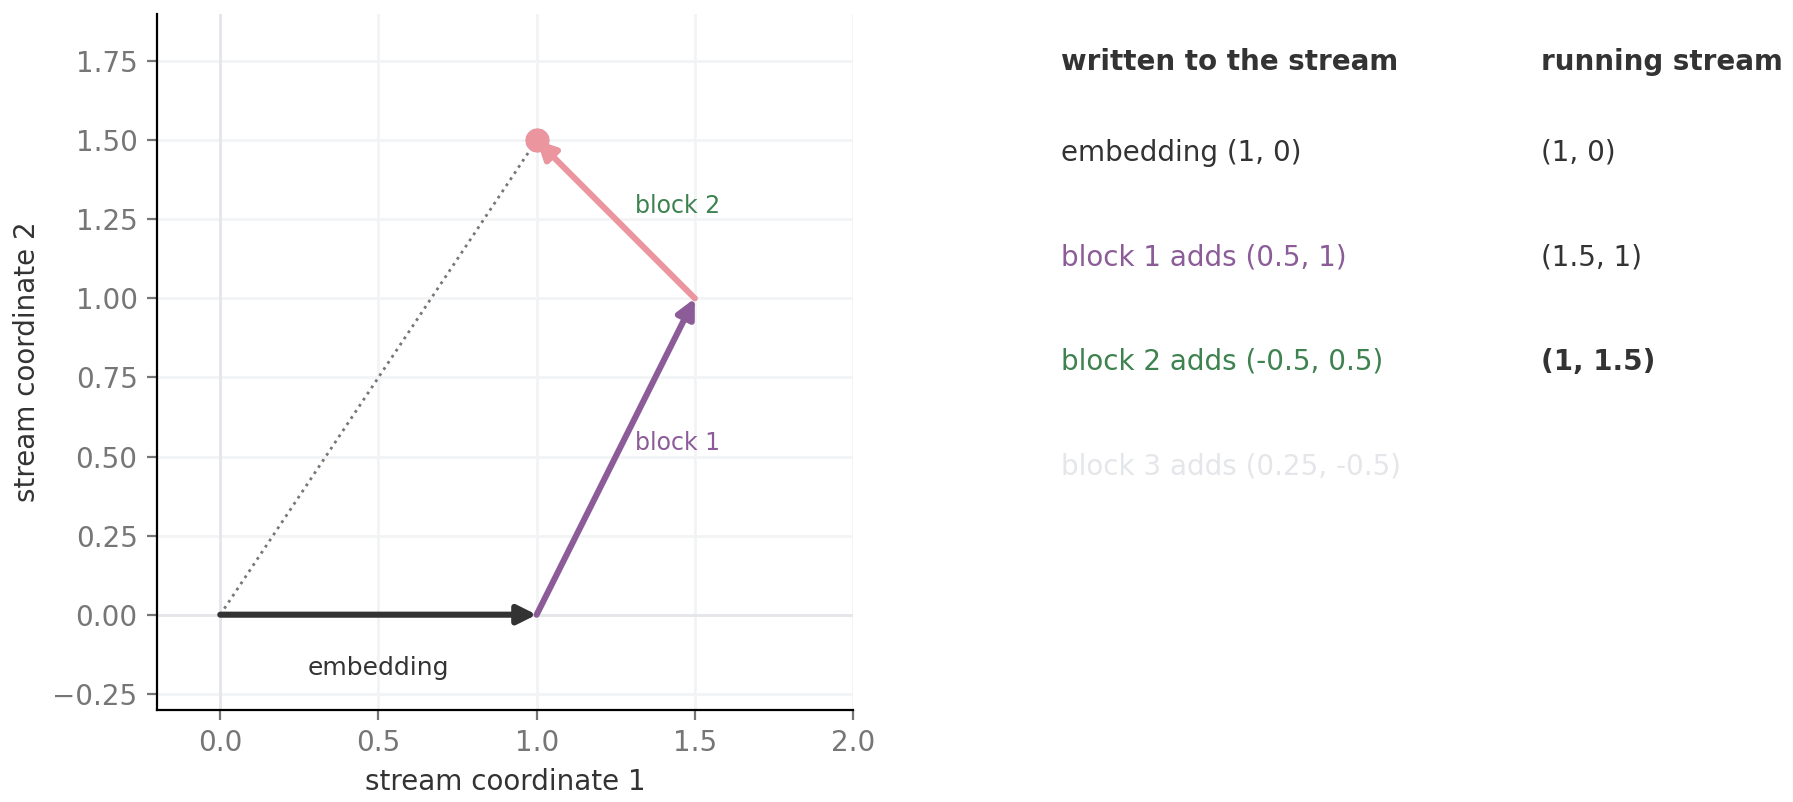 1.75
1.50
1.25
1.00
0.75
0.50
0.25
0.00
−0.25
0.0 0.5 1.0 1.5 2.0
stream coordinate 1
stream coordinate 2
block 2
block 1
embedding
written to the stream running stream
embedding (1, 0) (1, 0)
block 1 adds (0.5, 1) (1.5, 1)
block 2 adds (-0.5, 0.5) (1, 1.5)
block 3 adds (0.25, -0.5)